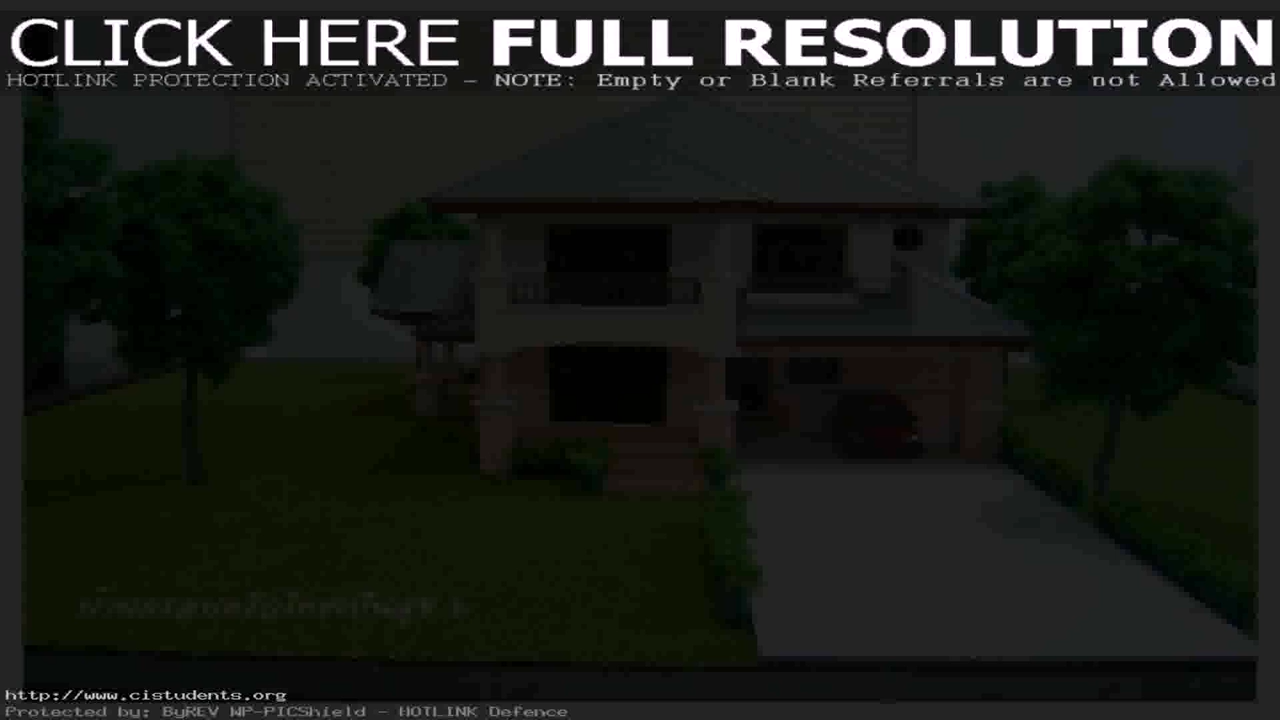 CLICK HERE FULL RESOLUTION
HOTLINK PROTECTION ACTIVATED - NOTE: Empty or Blank Referrals are not Allowed
http://www.cistudents.org
Protected by: ByREV WP-PICShield - HOTLINK Defence